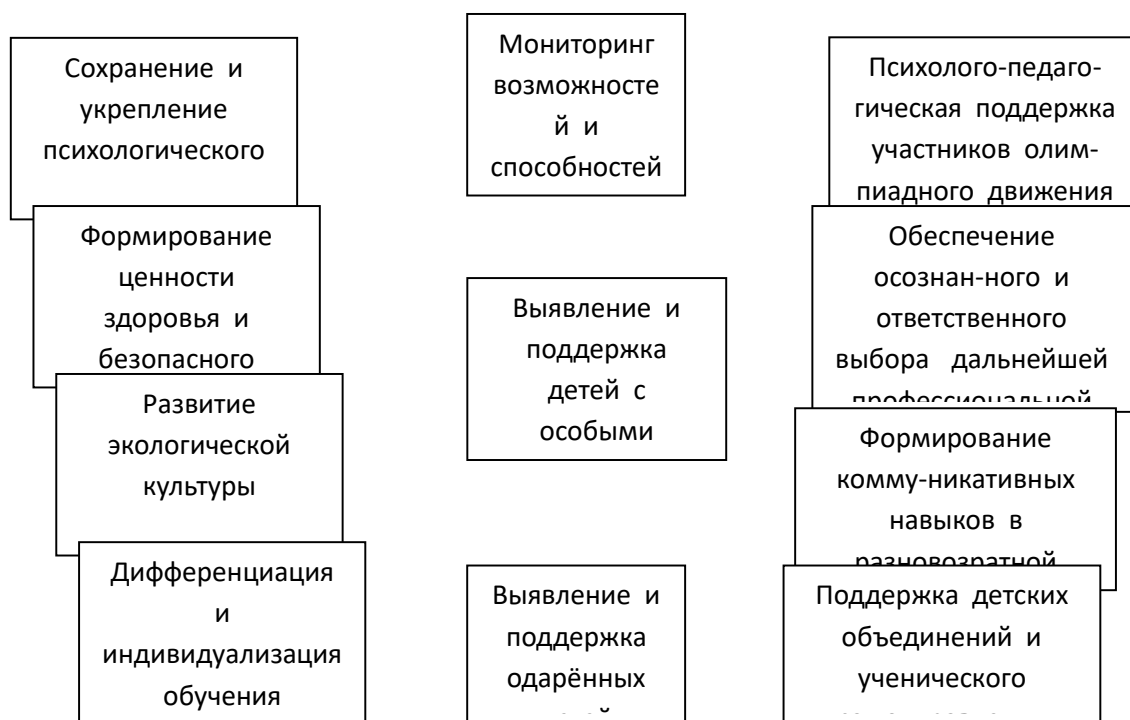 Сохранение и
укрепление
психологического
Формирование
ценности
здоровья и
безопасного
Развитие
экологической
культуры
Дифференциация
и
индивидуализация
обучения
Мониторинг
возможносте
й и
способностей
Выявление и
поддержка
детей с
особыми
Выявление и
поддержка
одарённых
Психолого-педаго-
гическая поддержка
участников олим-
пиадного движения
Обеспечение
осознан-ного и
ответственного
выбора дальнейшей
профессиональной
Формирование
комму-никативных
навыков в
разновозратной
Поддержка детских
объединений и
ученического